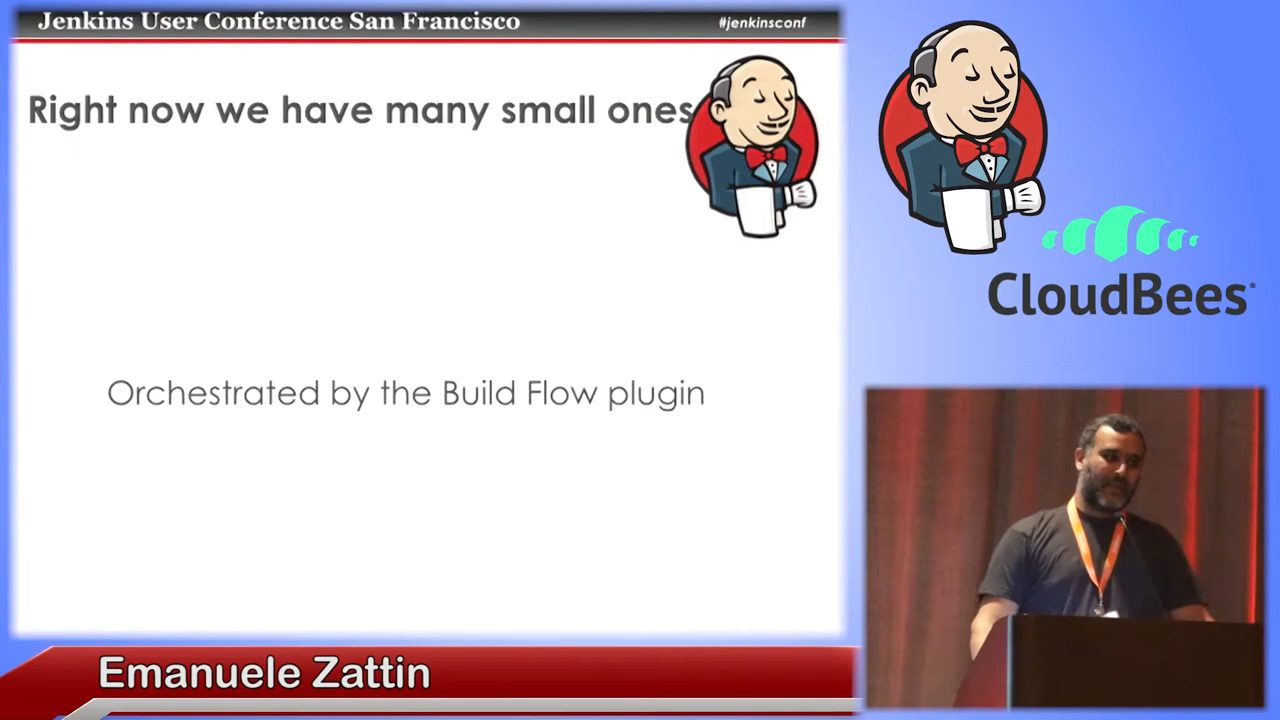 Jenkins User Conference San Francisco
#jenkinsconf
Right now we have many small ones
Orchestrated by the Build Flow plugin
CloudBees
Emanuele Zattin